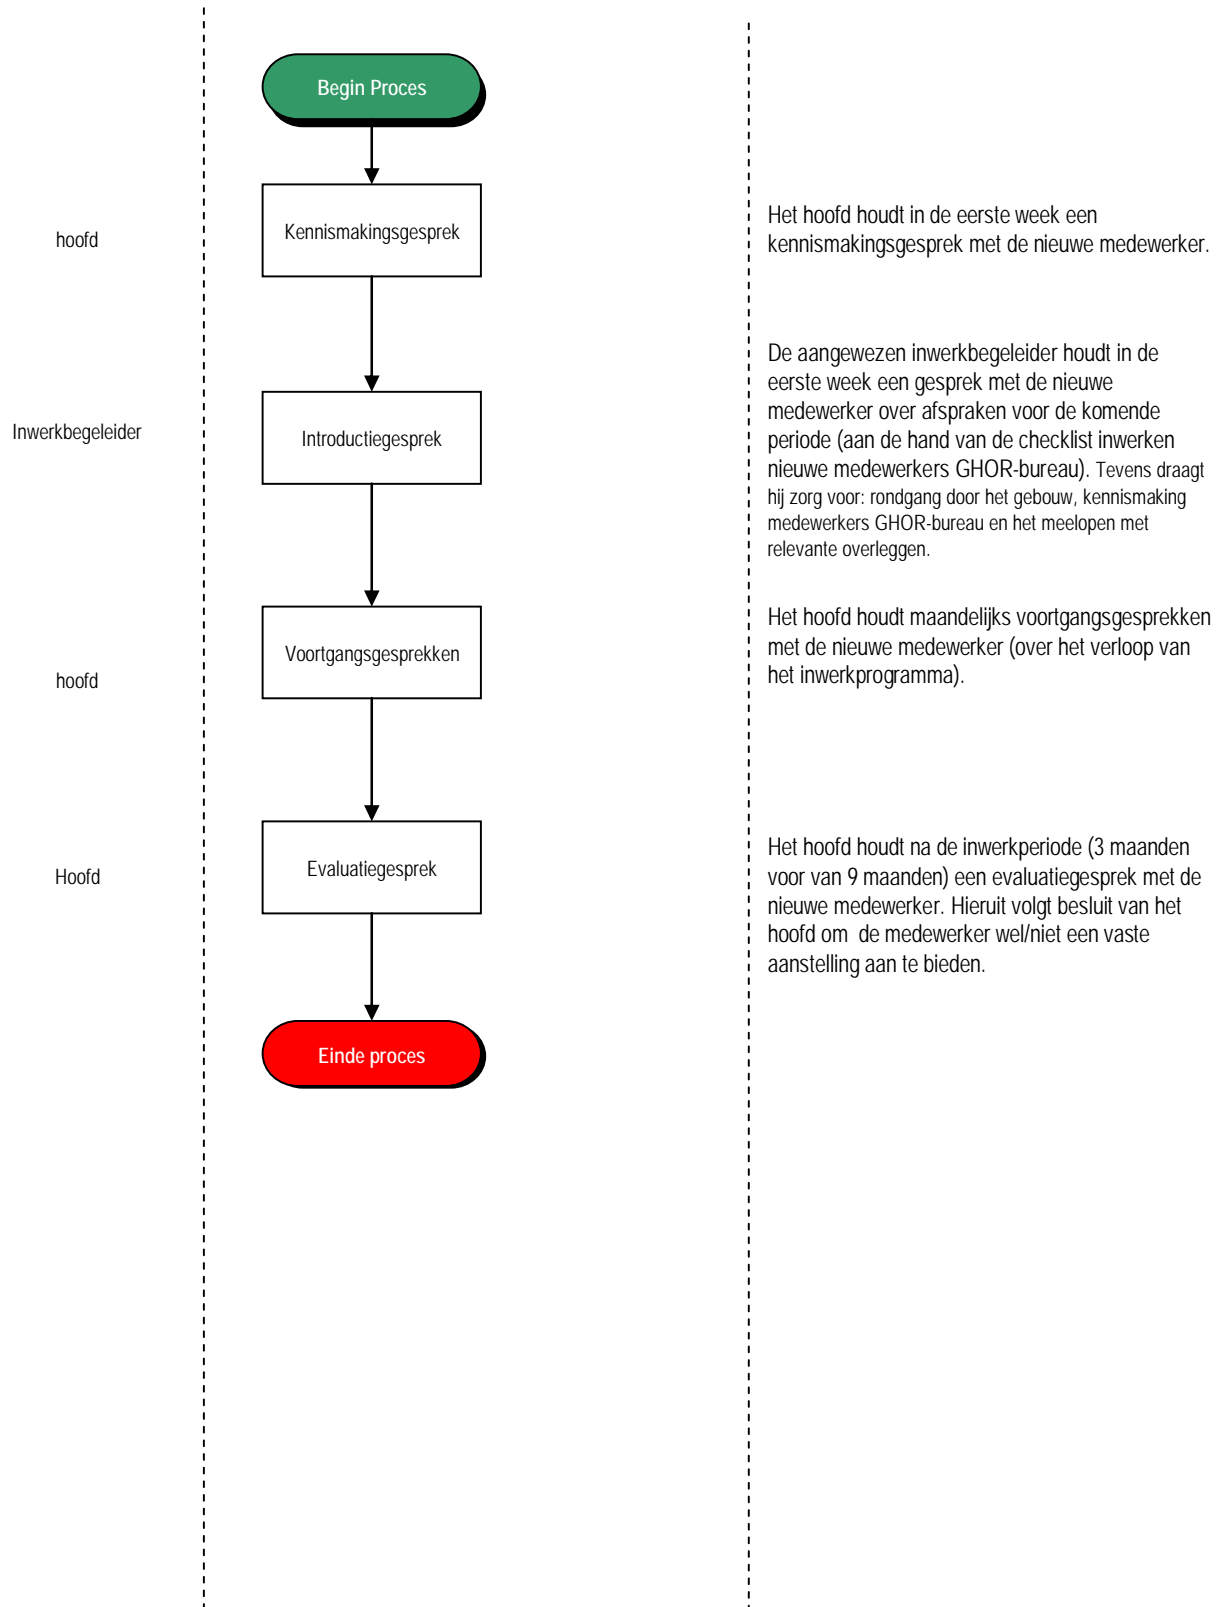 Begin Proces
hoofd
Kennismakingsgesprek
Het hoofd houdt in de eerste week een
kennismakingsgesprek met de nieuwe medewerker.
Inwerkbegeleider
Introductiegesprek
De aangewezen inwerkbegeleider houdt in de
eerste week een gesprek met de nieuwe
medewerker over afspraken voor de komende
periode (aan de hand van de checklist inwerken
nieuwe medewerkers GHOR-bureau). Tevens draagt
hij zorg voor: rondgang door het gebouw, kennismaking
medewerkers GHOR-bureau en het meelopen met
relevante overleggen.
hoofd
Voortgangsgesprekken
Het hoofd houdt maandelijks voortgangsgesprekken
met de nieuwe medewerker (over het verloop van
het inwerkprogramma).
Hoofd
Evaluatiegesprek
Het hoofd houdt na de inwerkperiode (3 maanden
voor van 9 maanden) een evaluatiegesprek met de
nieuwe medewerker. Hieruit volgt besluit van het
hoofd om  de medewerker wel/niet een vaste
aanstelling aan te bieden.
Einde proces